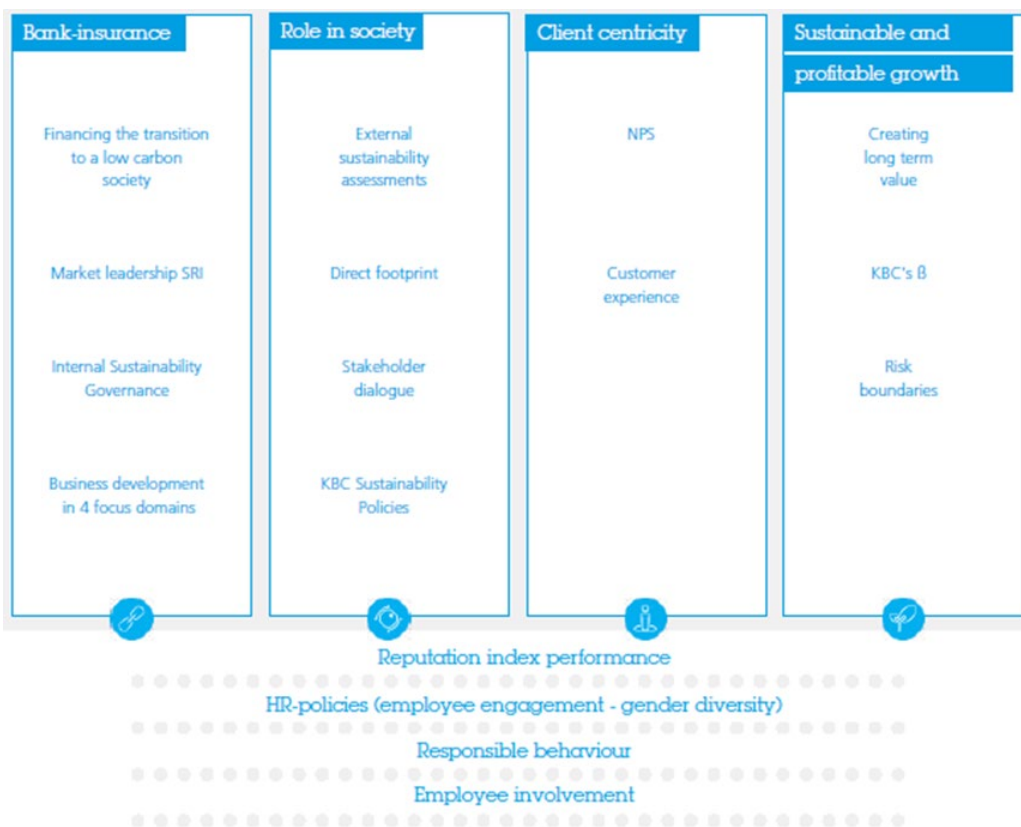 Bank-insurance
Financing the transition
to a low carbon
society
Market leadership SRI
Internal Sustainability
Governance
Business development
in 4 focus domains
Role in society
External
sustainability
assessments
Direct footprint
Stakeholder
dialogue
KBC Sustainability
Policies
Client centricity
NPS
Customer
experience
Sustainable and
profitable growth
Creating
long term
value
KBC's ß
Risk
boundaries
Reputation index performance
HR-policies (employee engagement - gender diversity)
Responsible behaviour
Employee involvement